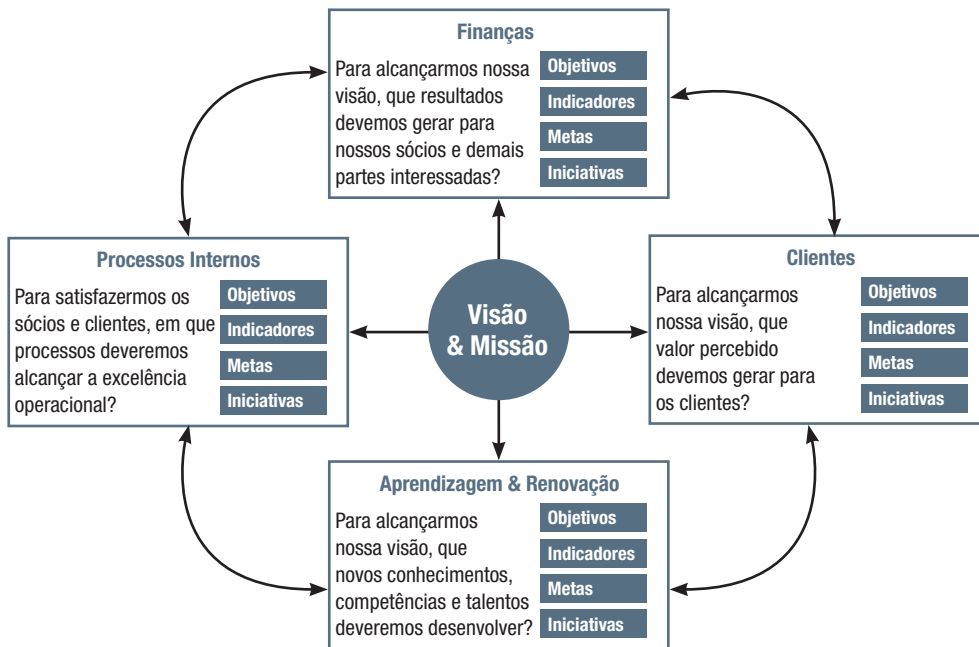 Finanças
Para alcançarmos nossa
visão, que resultados
devemos gerar para
nossos sócios e demais
partes interessadas?
Objetivos
Indicadores
Metas
Iniciativas
Processos Internos
Para satisfazermos os
sócios e clientes, em que
processos deveremos
alcançar a excelência
operacional?
Objetivos
Indicadores
Metas
Iniciativas
Visão
& Missão
Clientes
Para alcançarmos
nossa visão, que
valor percebido
devemos gerar para
os clientes?
Objetivos
Indicadores
Metas
Iniciativas
Aprendizagem & Renovação
Para alcançarmos
nossa visão, que
novos conhecimentos,
competências e talentos
deveremos desenvolver?
Objetivos
Indicadores
Metas
Iniciativas